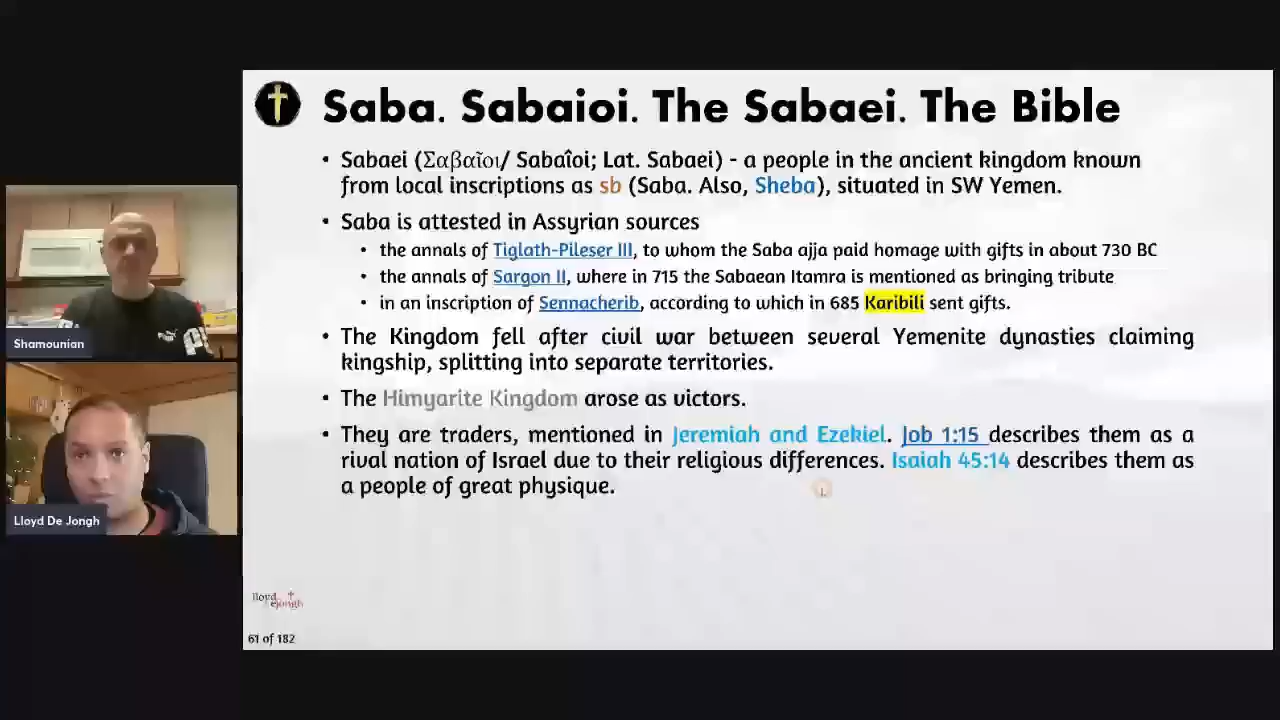 Saba. Sabaioi. The Sabaei. The Bible
• Sabaei (Σαβαῖοι/ Sabaîoi; Lat. Sabaei) - a people in the ancient kingdom known
from local inscriptions as sb (Saba. Also, Sheba), situated in SW Yemen.
• Saba is attested in Assyrian sources
• the annals of Tiglath-Pileser III, to whom the Saba ajja paid homage with gifts in about 730 BC
• the annals of Sargon II, where in 715 the Sabaean Itamra is mentioned as bringing tribute
• in an inscription of Sennacherib, according to which in 685 Karibili sent gifts.
• The Kingdom fell after civil war between several Yemenite dynasties claiming
kingship, splitting into separate territories.
• The Himyarite Kingdom arose as victors.
• They are traders, mentioned in Jeremiah and Ezekiel. Job 1:15 describes them as a
rival nation of Israel due to their religious differences. Isaiah 45:14 describes them as
a people of great physique.
Shamounian
Lloyd De Jongh
lloyd
deJongh
61 of 182